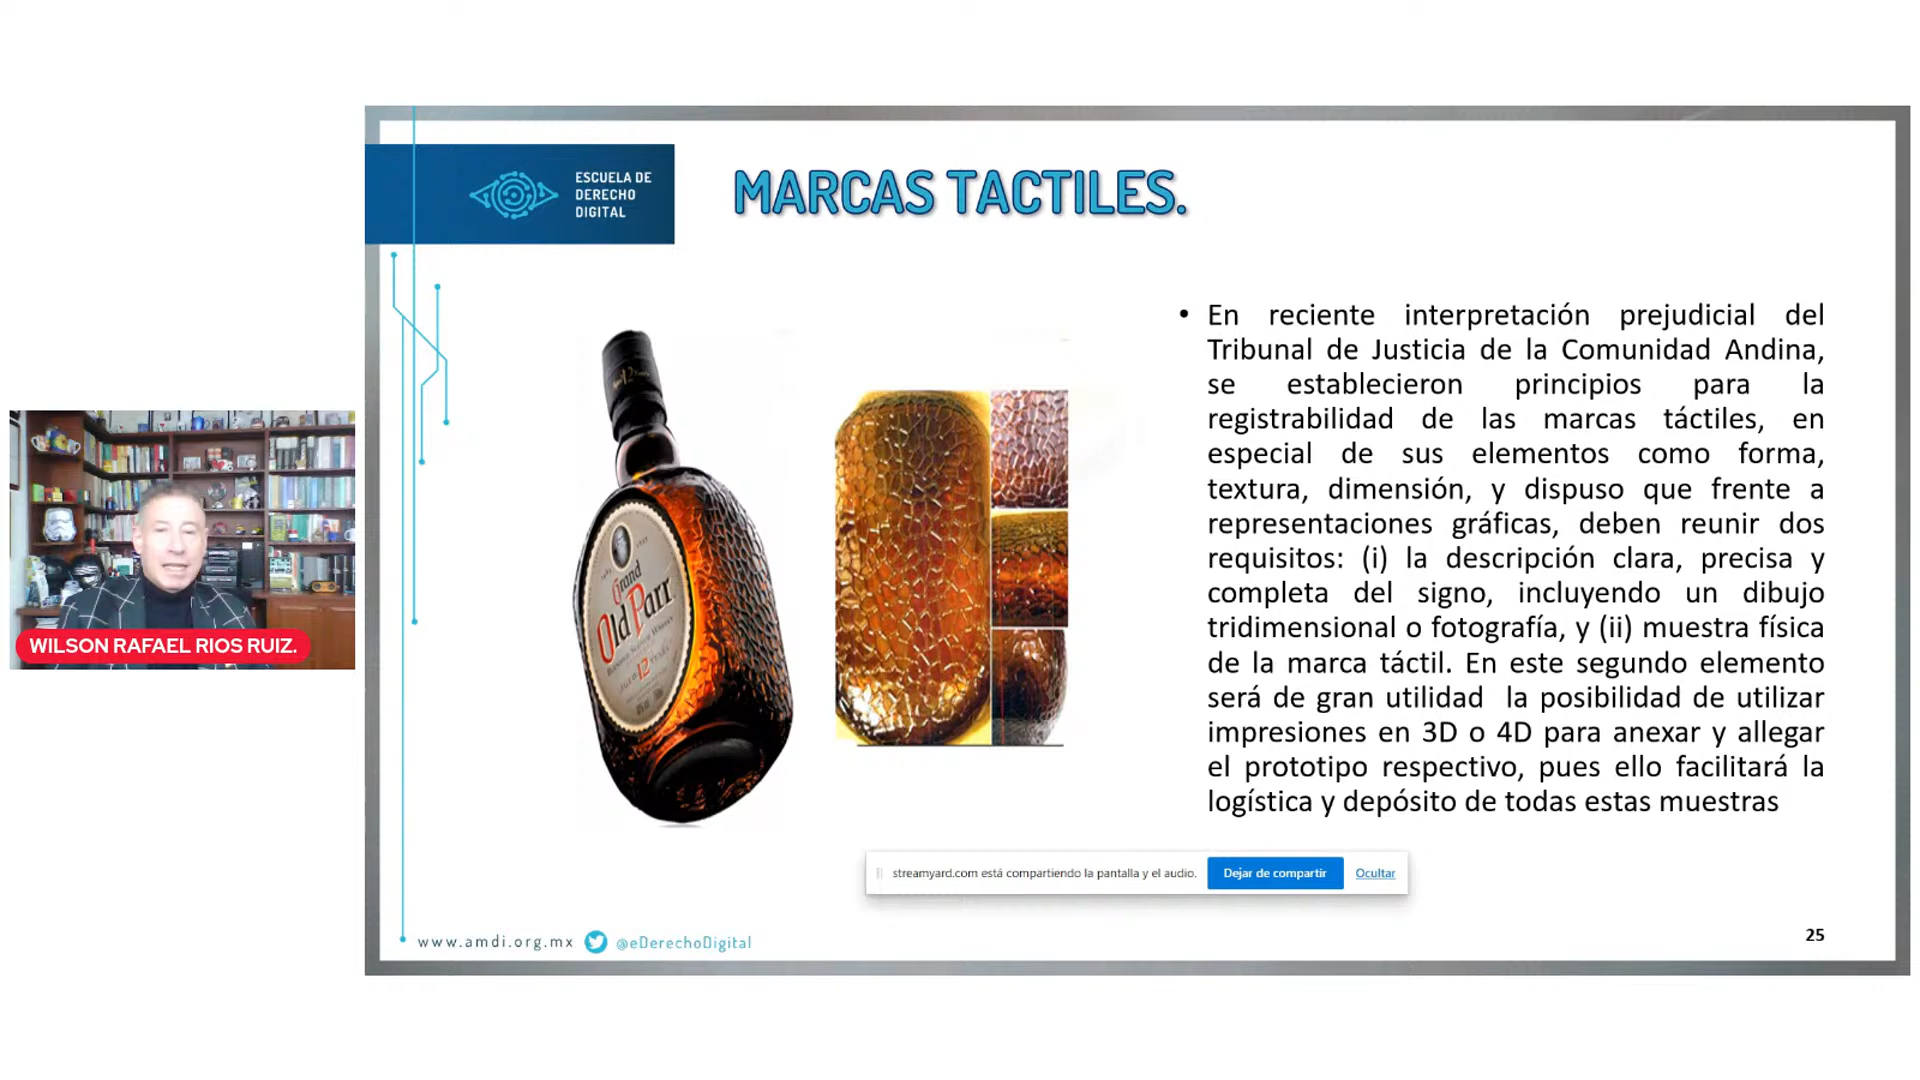 ESCUELA DE
DERECHO
DIGITAL
MARCAS TACTILES.
• En reciente interpretación prejudicial del
Tribunal de Justicia de la Comunidad Andina,
se establecieron principios para la
registrabilidad de las marcas táctiles, en
especial de sus elementos como forma,
textura, dimensión, y dispuso que frente a
representaciones gráficas, deben reunir dos
requisitos: (i) la descripción clara, precisa y
completa del signo, incluyendo un dibujo
tridimensional o fotografía, y (ii) muestra física
de la marca táctil. En este segundo elemento
será de gran utilidad la posibilidad de utilizar
impresiones en 3D o 4D para anexar y allegar
el prototipo respectivo, pues ello facilitará la
logística y depósito de todas estas muestras
Grand
Old Parr
Blended Scotch Whisky
AGED 12 YEARS
WILSON RAFAEL RIOS RUIZ.
streamyard.com está compartiendo la pantalla y el audio.
Dejar de compartir
Ocultar
www.amdi.org.mx
@eDerechoDigital
25